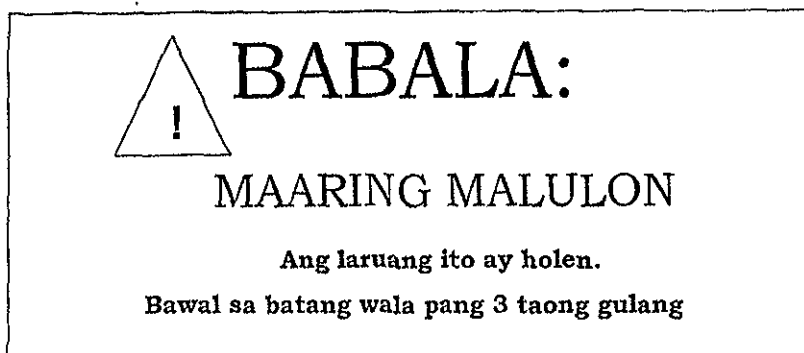 ! BABALA:
MAARING MALULON
Ang laruang ito ay holen.
Bawal sa batang wala pang 3 taong gulang